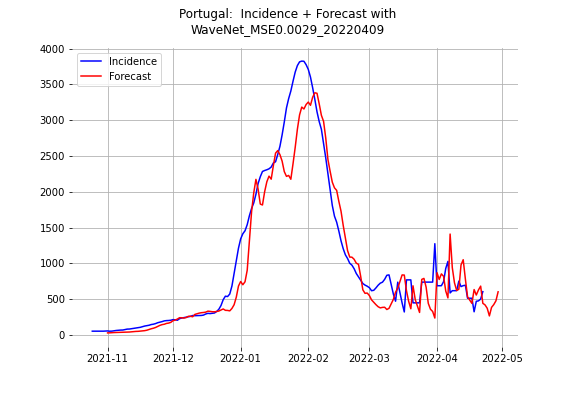 Portugal:  Incidence + Forecast with
WaveNet_MSE0.0029_20220409
Incidence
Forecast
4000
3500
3000
2500
2000
1500
1000
500
0
2021-11 2021-12 2022-01 2022-02 2022-03 2022-04 2022-05